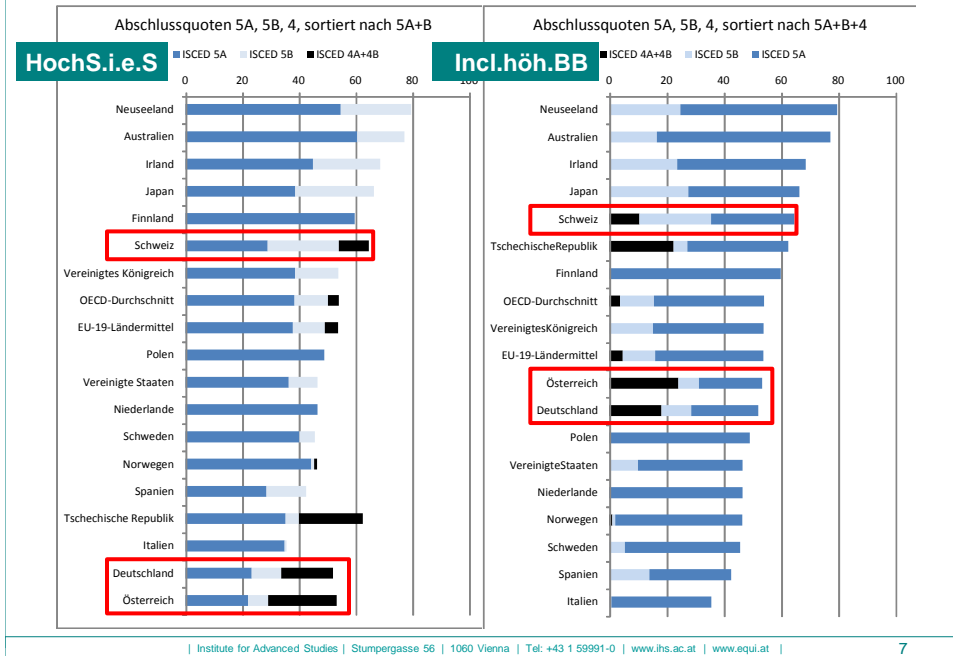 Abschlussquoten 5A, 5B, 4, sortiert nach 5A+B
HochS.i.e.S
ISCED 5A ISCED 5B ISCED 4A+4B
0 20 40 60 80 100
Neuseeland
Australien
Irland
Japan
Finnland
Schweiz
Vereinigtes Königreich
OECD-Durchschnitt
EU-19-Ländermittel
Polen
Vereinigte Staaten
Niederlande
Schweden
Norwegen
Spanien
Tschechische Republik
Italien
Deutschland
Österreich
Abschlussquoten 5A, 5B, 4, sortiert nach 5A+B+4
Incl.höh.BB
ISCED 4A+4B ISCED 5B ISCED 5A
0 20 40 60 80 100
Neuseeland
Australien
Irland
Japan
Schweiz
TschechischeRepublik
Finnland
OECD-Durchschnitt
VereinigtesKönigreich
EU-19-Ländermittel
Österreich
Deutschland
Polen
VereinigteStaaten
Niederlande
Norwegen
Schweden
Spanien
Italien
| Institute for Advanced Studies | Stumpergasse 56 | 1060 Vienna | Tel: +43 1 59991-0 | www.ihs.ac.at | www.equi.at |
7